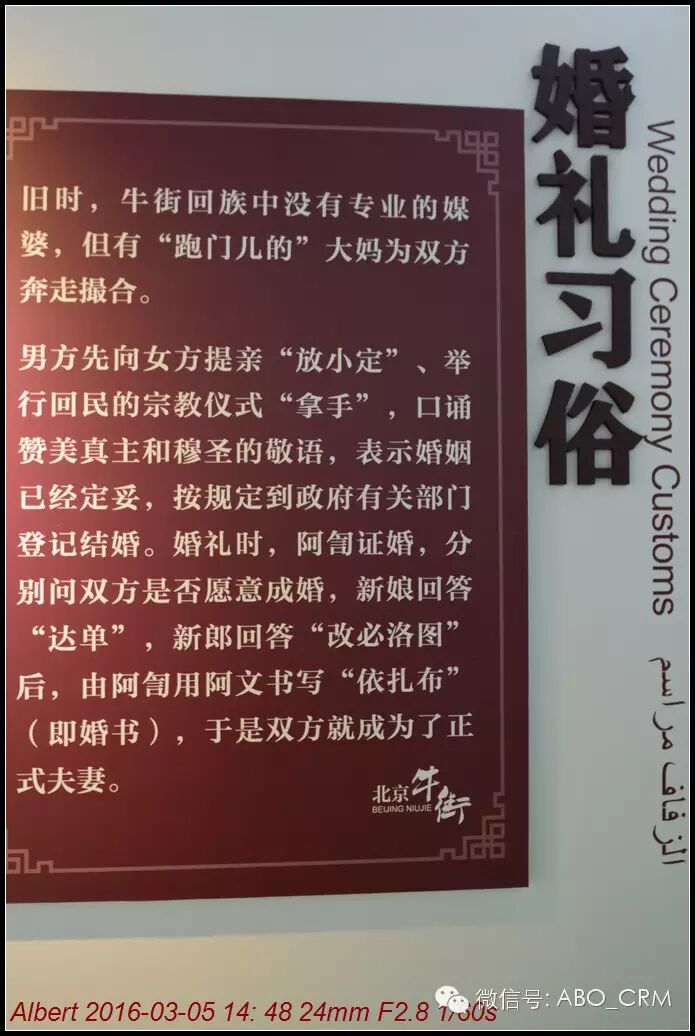 婚礼习俗
Wedding Ceremony Customs
الزفاف مراسم
旧时，牛街回族中没有专业的媒
婆，但有“跑门儿的”大妈为双方
奔走撮合。
男方先向女方提亲“放小定”、举
行回民的宗教仪式“拿手”，口诵
赞美真主和穆圣的敬语，表示婚姻
已经定妥，按规定到政府有关部门
登记结婚。婚礼时，阿訇证婚，分
别问双方是否愿意成婚，新娘回答
“达单”，新郎回答“改必洛图”
后，由阿訇用阿文书写“依扎布”
（即婚书），于是双方就成为了正
式夫妻。
北京牛街
BEIJING NIUJIE
微信号: ABO_CRM
Albert 2016-03-05 14: 48 24mm F2.8 1/60s